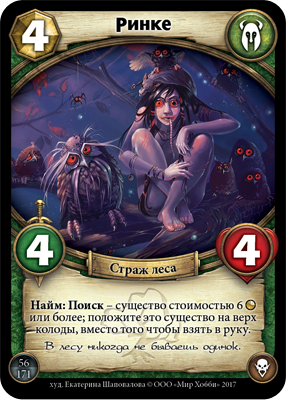 4
Ринке
4
Страж леса
4
Найм: Поиск – существо стоимостью 6
или более; положите это существо на верх
колоды, вместо того чтобы взять в руку.
В лесу никогда не бываешь одинок.
56
171
худ. Екатерина Шаповалова © ООО «Мир Хобби» 2017